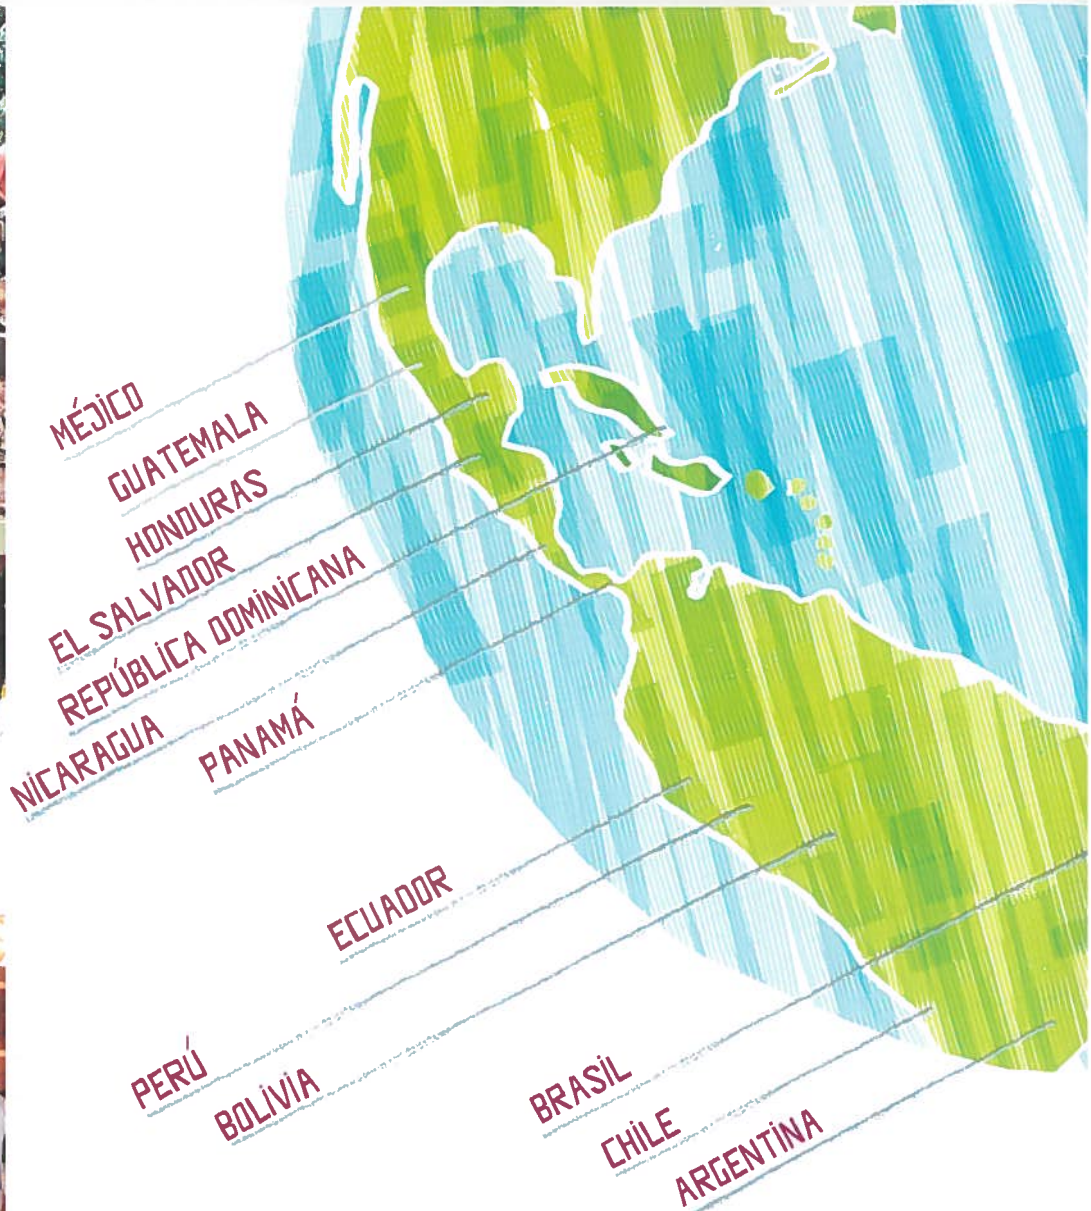 MÉJICO
GUATEMALA
HONDURAS
EL SALVADOR
REPÚBLICA DOMINICANA
NICARAGUA
PANAMÁ
ECUADOR
PERÚ
BOLIVIA
BRASIL
CHILE
ARGENTINA